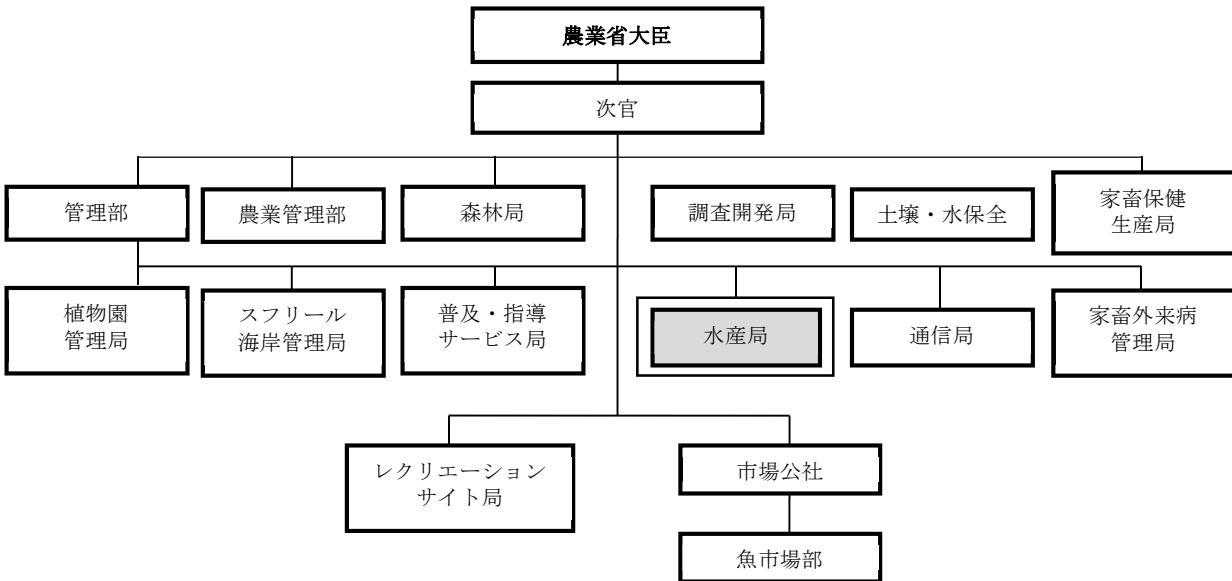 農業省大臣
次官
管理部
農業管理部
森林局
調査開発局
土壌・水保全
家畜保健
生産局
植物園
管理局
スフリール
海岸管理局
普及・指導
サービス局
水産局
通信局
家畜外来病
管理局
レクリエーション
サイト局
市場公社
魚市場部